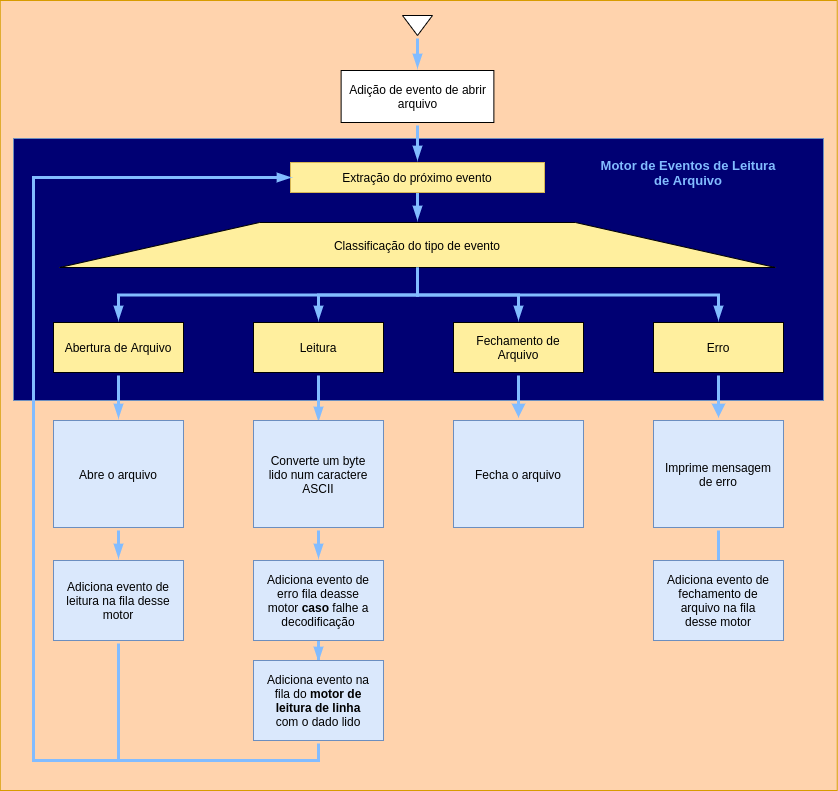 Adição de evento de abrir
arquivo
Motor de Eventos de Leitura
de Arquivo
Extração do próximo evento
Classificação do tipo de evento
Abertura de Arquivo
Leitura
Fechamento de
Arquivo
Erro
Abre o arquivo
Converte um byte
lido num caractere
ASCII
Fecha o arquivo
Imprime mensagem
de erro
Adiciona evento de
leitura na fila desse
motor
Adiciona evento de
erro fila deasse
motor caso falhe a
decodificação
Adiciona evento de
fechamento de
arquivo na fila
desse motor
Adiciona evento na
fila do motor de
leitura de linha
com o dado lido